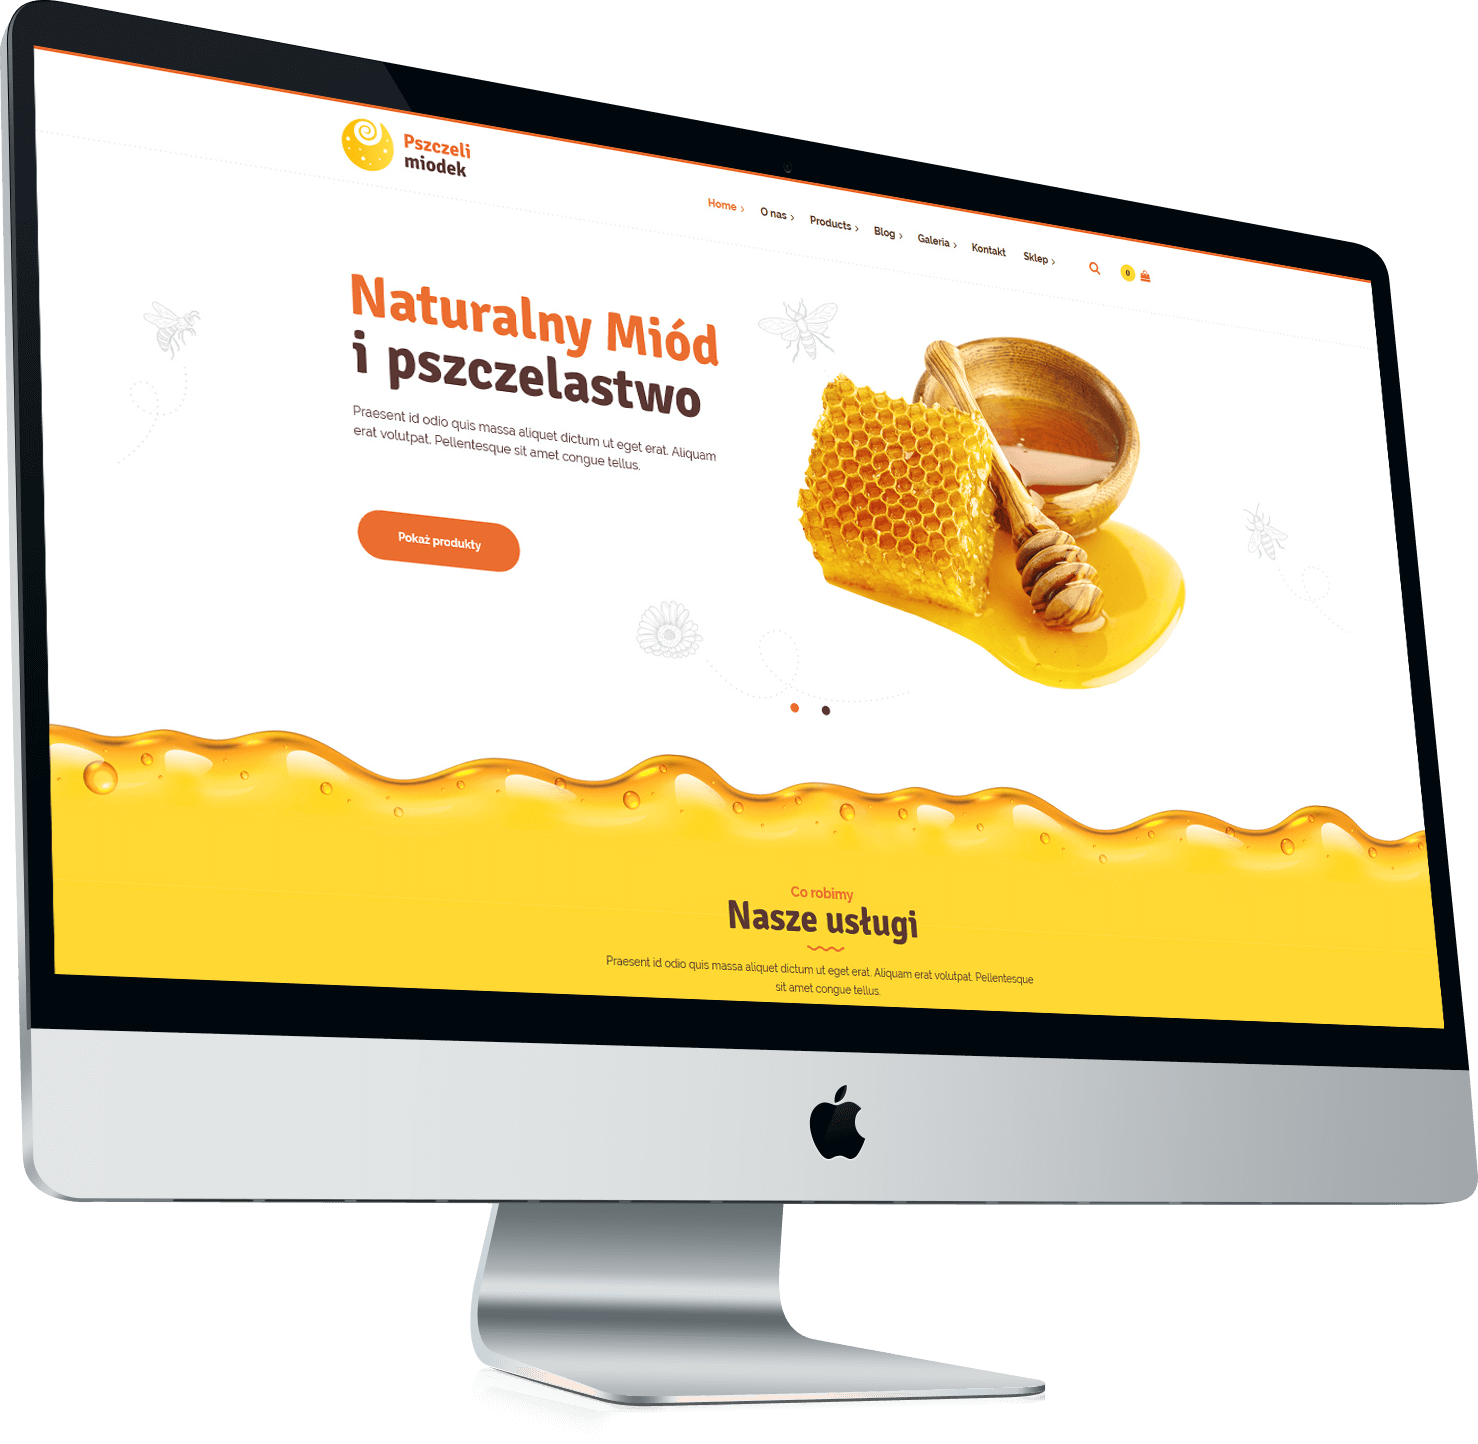 Pszczeli
miodek
Home
O nas
Products
Blog
Galeria
Kontakt
Sklep
0
Naturalny Miód
i pszczelastwo
Praesent id odio quis massa aliquet dictum ut eget erat. Aliquam
erat volutpat. Pellentesque sit amet congue tellus.
Pokaż produkty
Co robimy
Nasze usługi
Praesent id odio quis massa aliquet dictum ut eget erat. Aliquam erat volutpat. Pellentesque
sit amet congue tellus.